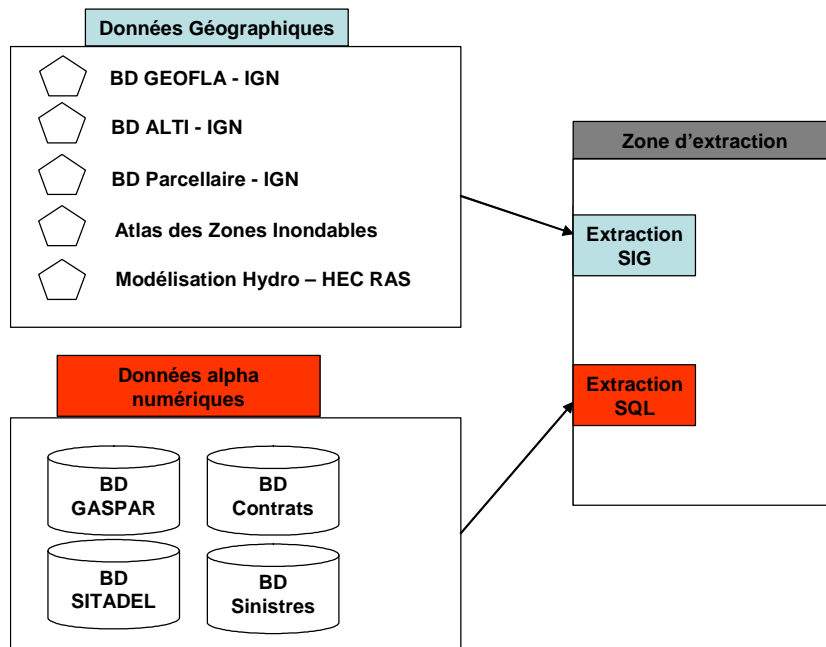 Données Géographiques
BD GEOFLA - IGN
BD ALTI - IGN
BD Parcellaire - IGN
Atlas des Zones Inondables
Modélisation Hydro – HEC RAS
Données alpha
numériques
BD
GASPAR
BD
Contrats
BD
SITADEL
BD
Sinistres
Zone d'extraction
Extraction
SIG
Extraction
SQL